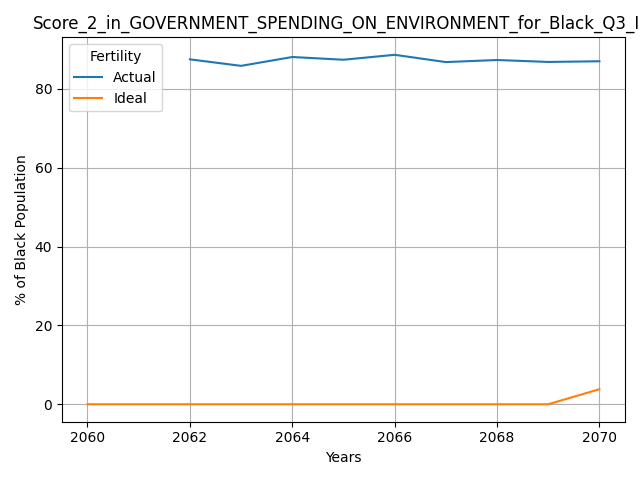 Score_2_in_GOVERNMENT_SPENDING_ON_ENVIRONMENT_for_Black_Q3_I
Fertility
Actual
Ideal
80
60
40
20
0
% of Black Population
2060 2062 2064 2066 2068 2070
Years